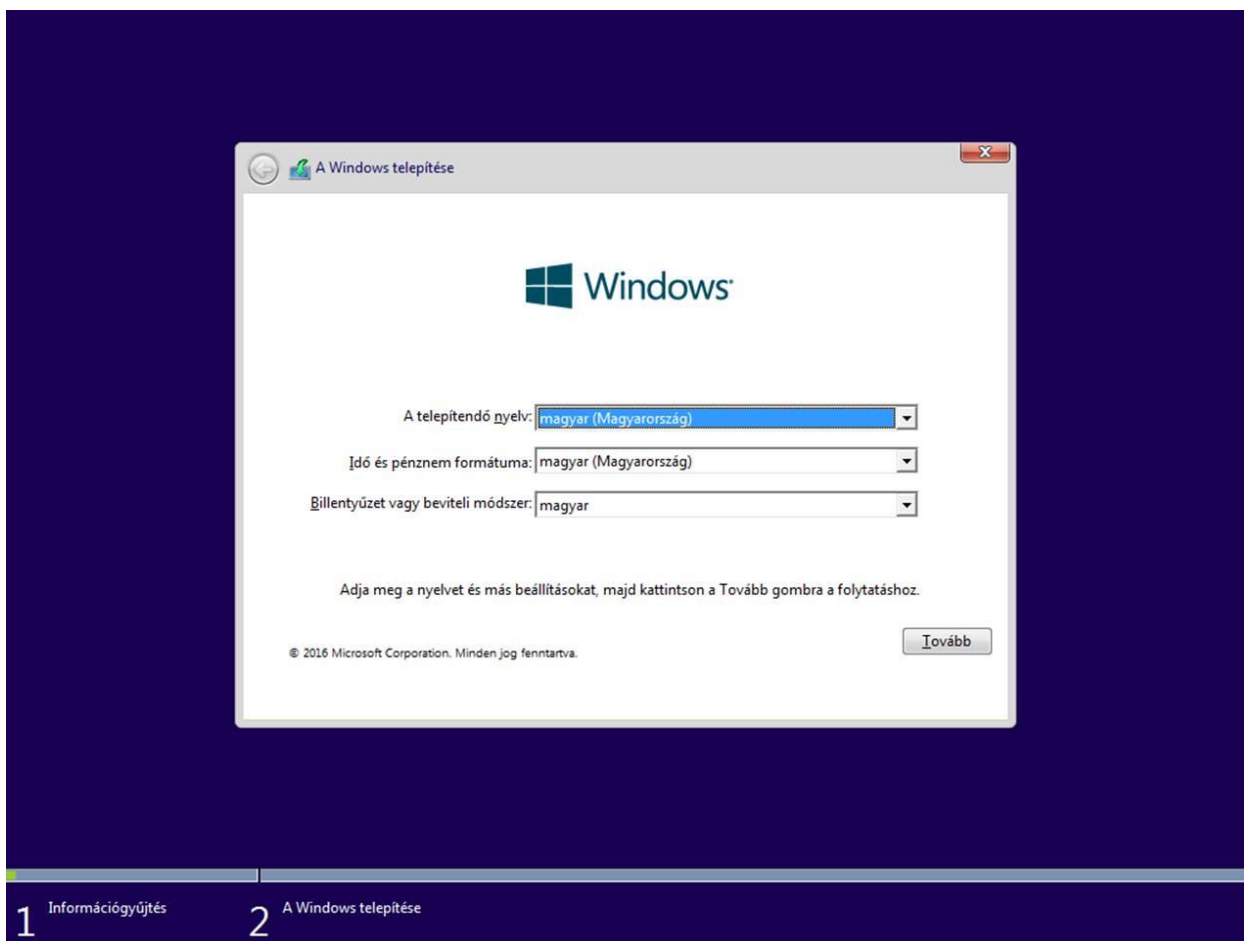 A Windows telepítése
Windows
A telepítendő nyelv: magyar (Magyarország)
Idő és pénznem formátuma: magyar (Magyarország)
Billentyűzet vagy beviteli módszer: magyar
Adja meg a nyelvet és más beállításokat, majd kattintson a Tovább gombra a folytatáshoz.
© 2016 Microsoft Corporation. Minden jog fenntartva.
Tovább
1 Információgyűjtés
2 A Windows telepítése